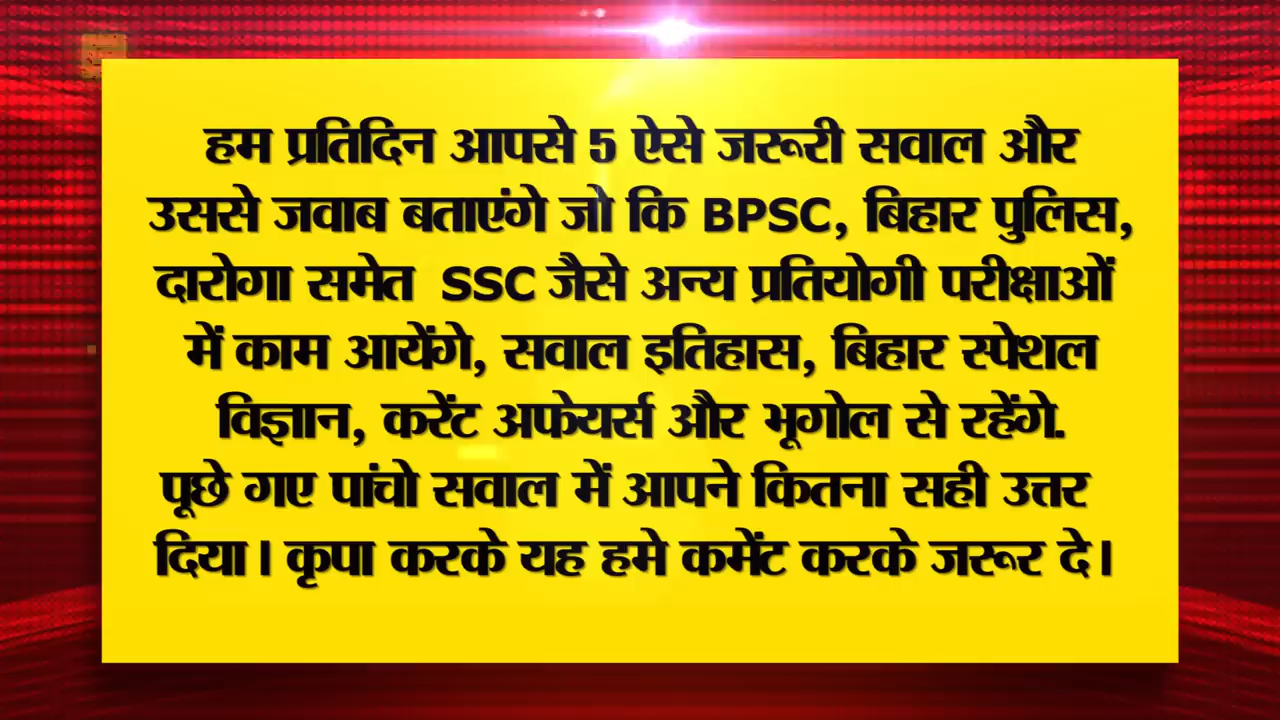 हम प्रतिदिन आपसे 5 ऐसे जरूरी सवाल और
उससे जवाब बताएंगे जो कि BPSC, बिहार पुलिस,
दारोगा समेत SSC जैसे अन्य प्रतियोगी परीक्षाओं
में काम आयेंगे, सवाल इतिहास, बिहार स्पेशल
विज्ञान, करेंट अफेयर्स और भूगोल से रहेंगे.
पूछे गए पांचो सवाल में आपने कितना सही उत्तर
दिया। कृपा करके यह हमे कमेंट करके जरूर दे।